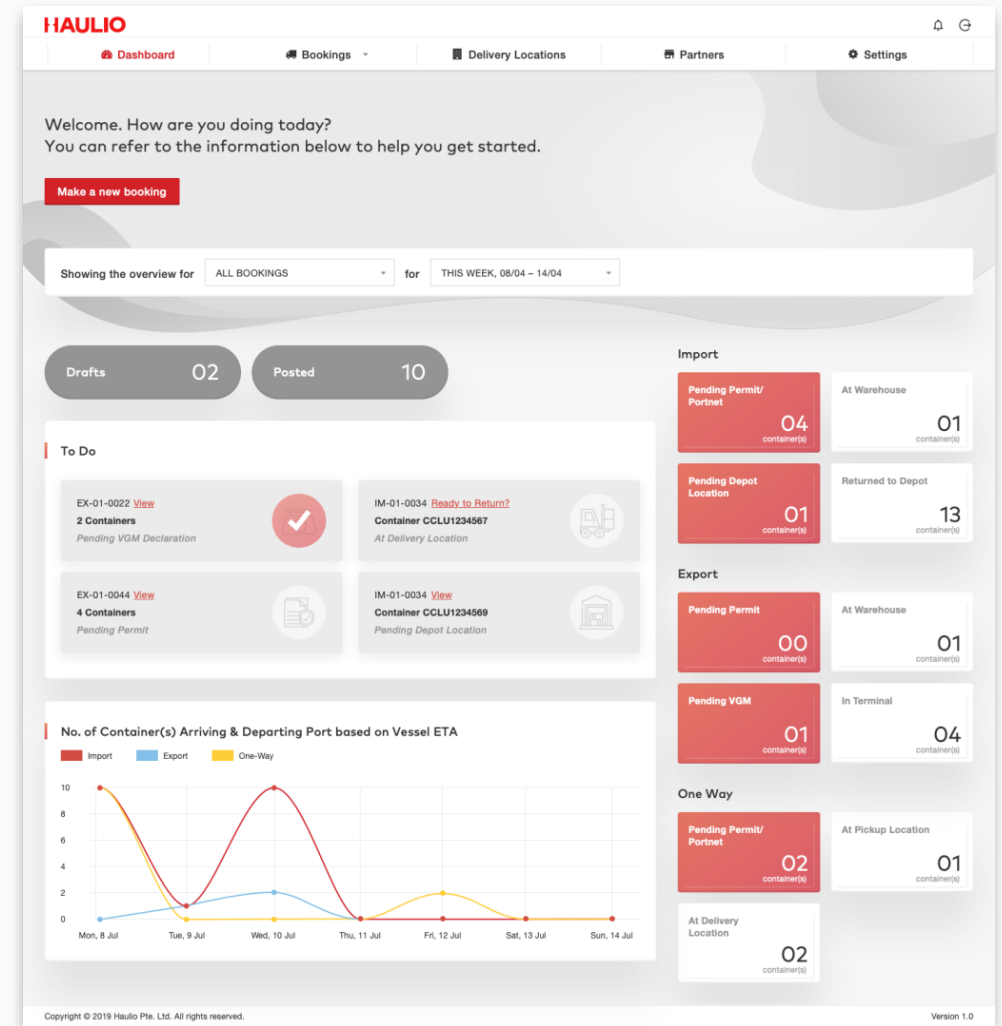 HAULIO
Dashboard
Bookings
Delivery Locations
Partners
Settings
Welcome. How are you doing today?
You can refer to the information below to help you get started.
Make a new booking
Showing the overview for
ALL BOOKINGS
for
THIS WEEK, 08/04 – 14/04
Drafts 02
Posted 10
To Do
EX-01-0022 View
2 Containers
Pending VGM Declaration
IM-01-0034 Ready to Return?
Container CCLU1234567
At Delivery Location
EX-01-0044 View
4 Containers
Pending Permit
IM-01-0034 View
Container CCLU1234569
Pending Depot Location
No. of Container(s) Arriving & Departing Port based on Vessel ETA
Import
Export
One-Way
10
8
6
4
2
0
Mon, 8 Jul
Tue, 9 Jul
Wed, 10 Jul
Thu, 11 Jul
Fri, 12 Jul
Sat, 13 Jul
Sun, 14 Jul
Import
Pending Permit/
Portnet
04
container(s)
At Warehouse
01
container(s)
Pending Depot
Location
01
container(s)
Returned to Depot
13
container(s)
Export
Pending Permit
00
container(s)
At Warehouse
01
container(s)
Pending VGM
01
container(s)
In Terminal
04
container(s)
One Way
Pending Permit/
Portnet
02
container(s)
At Pickup Location
01
container(s)
At Delivery
Location
02
container(s)
Copyright © 2019 Haulio Pte. Ltd. All rights reserved.
Version 1.0